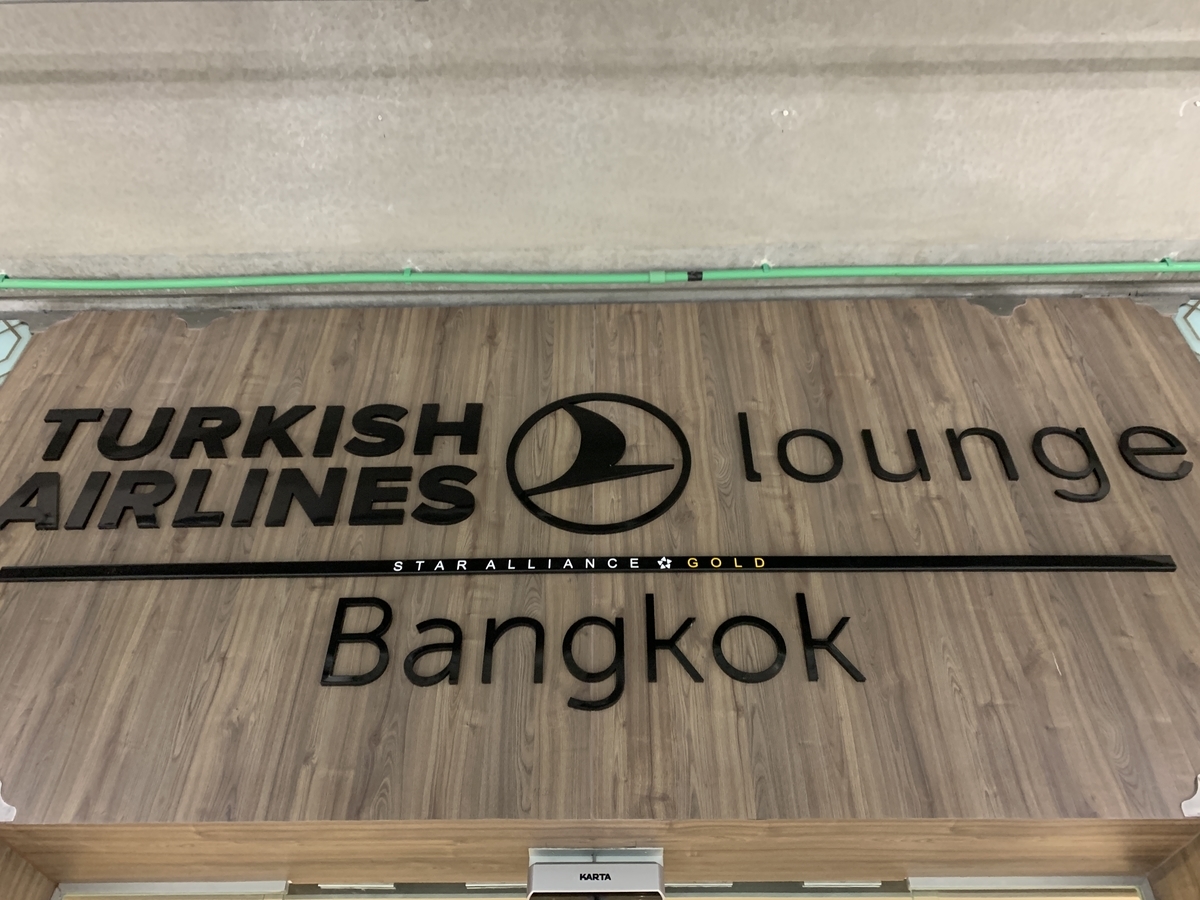 TURKISH
AIRLINES
lounge
STAR ALLIANCE GOLD
Bangkok
KARTA